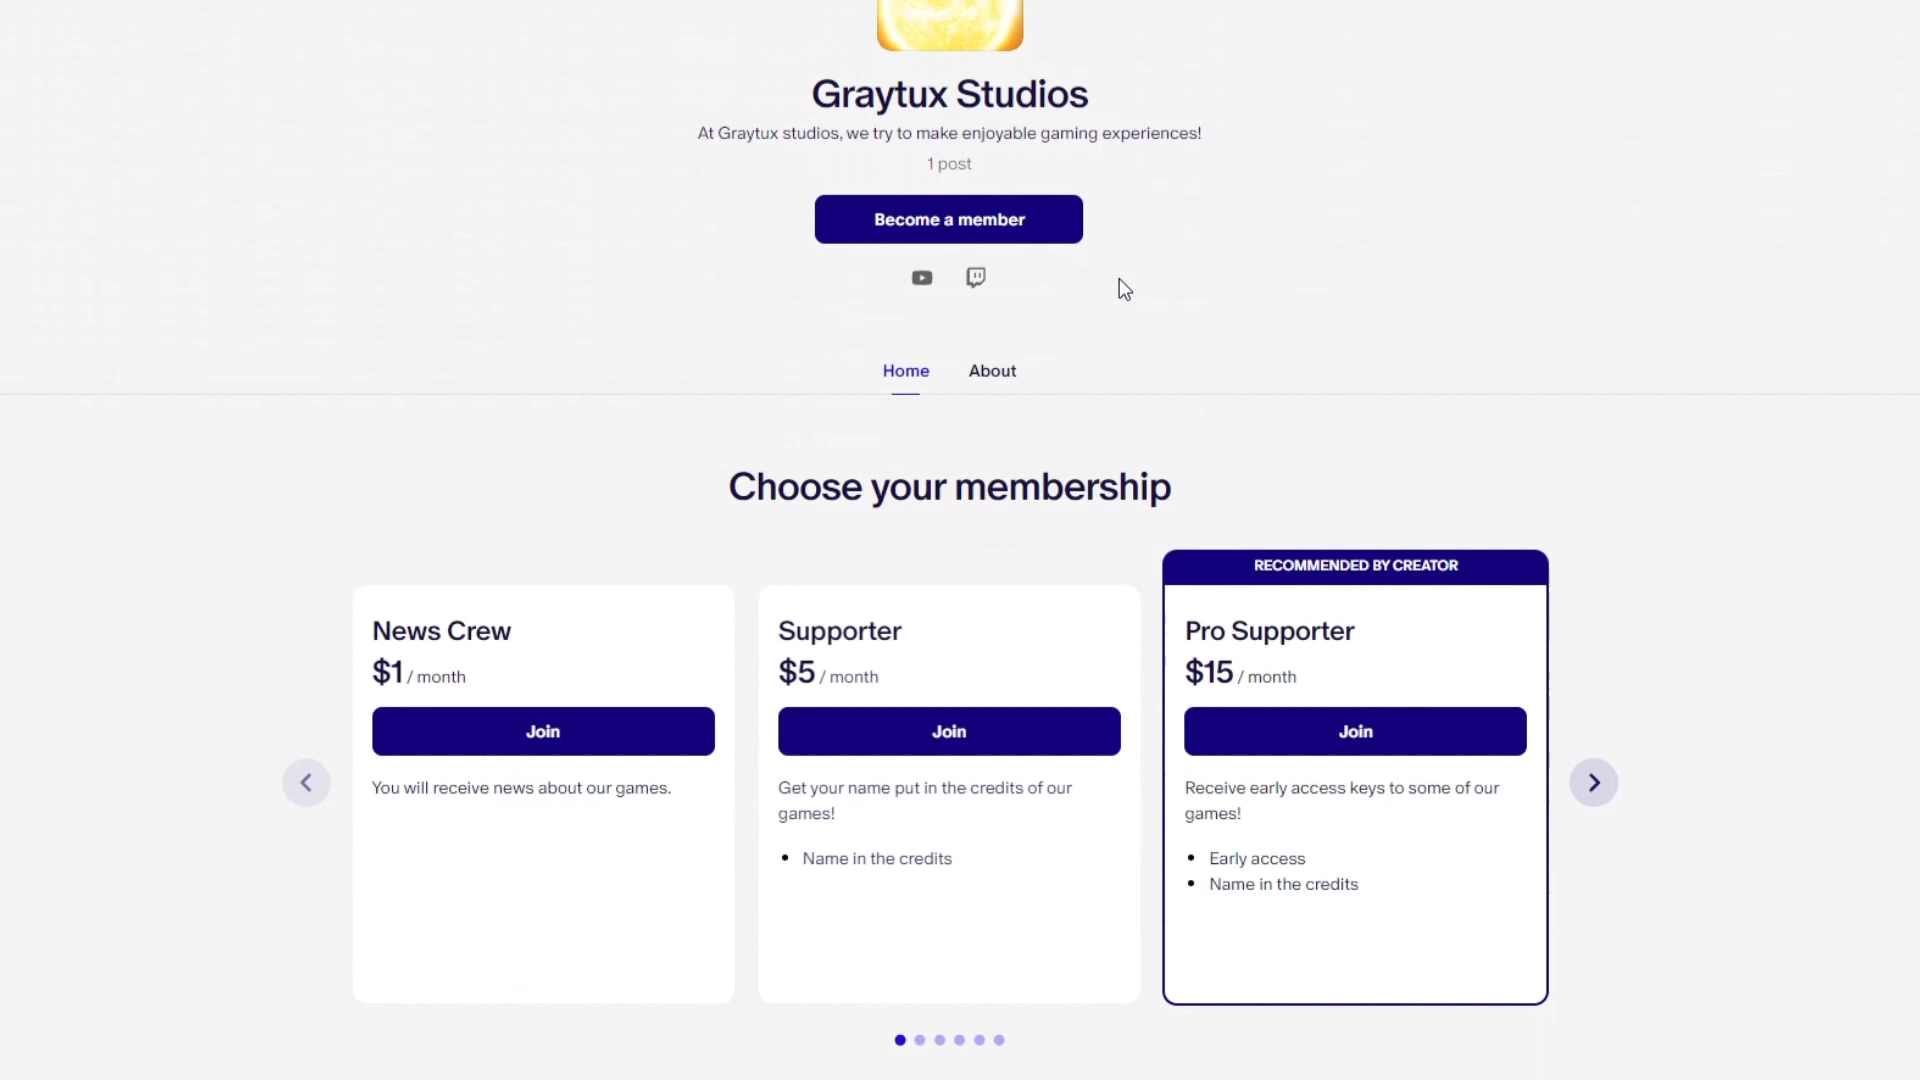 Graytux Studios
At Graytux studios, we try to make enjoyable gaming experiences!
1 post
Become a member
Home About
Choose your membership
RECOMMENDED BY CREATOR
News Crew
$1 / month
Join
You will receive news about our games.
Supporter
$5 / month
Join
Get your name put in the credits of our
games!
• Name in the credits
Pro Supporter
$15 / month
Join
Receive early access keys to some of our
games!
• Early access
• Name in the credits